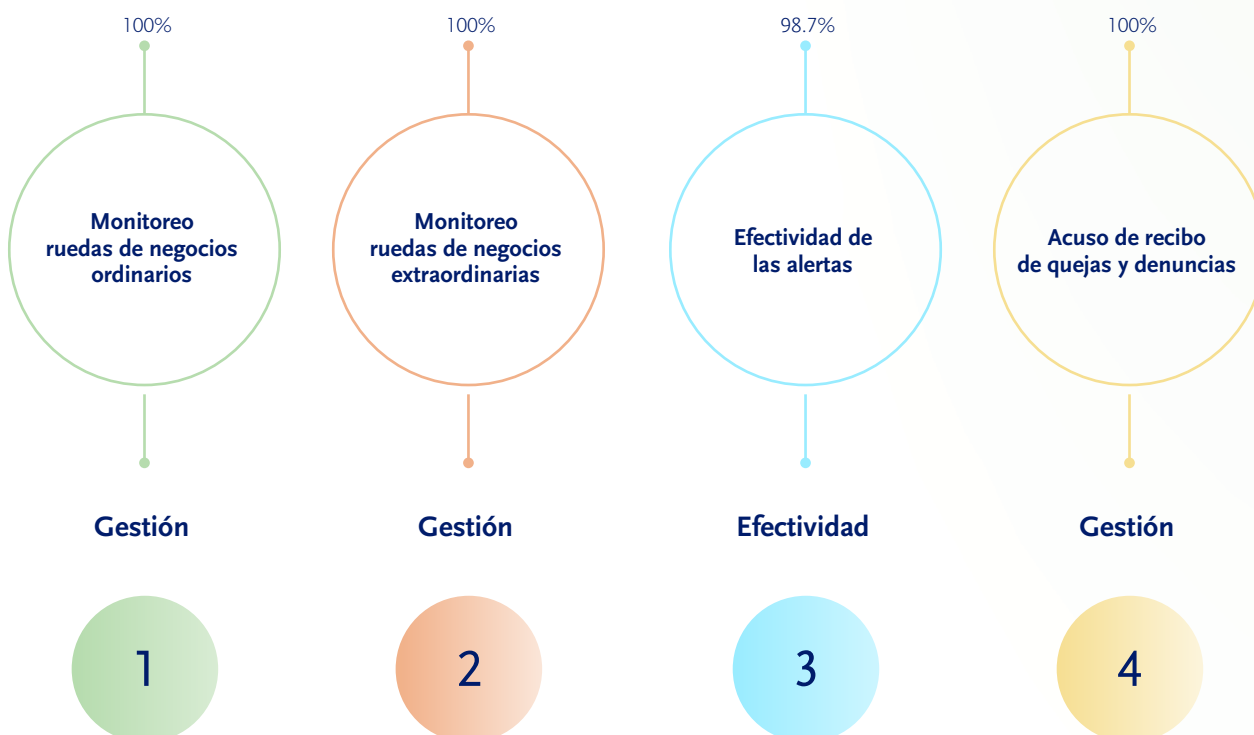 100%
100%
98.7%
100%
Monitoreo
ruedas de negocios
ordinarios
Monitoreo
ruedas de negocios
extraordinarias
Efectividad de
las alertas
Acuso de recibo
de quejas y denuncias
Gestión
Gestión
Efectividad
Gestión
1
2
3
4